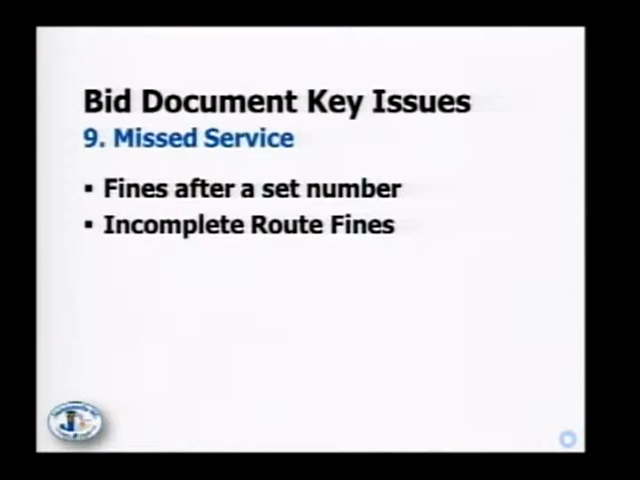 Bid Document Key Issues
9. Missed Service
▪ Fines after a set number
▪ Incomplete Route Fines